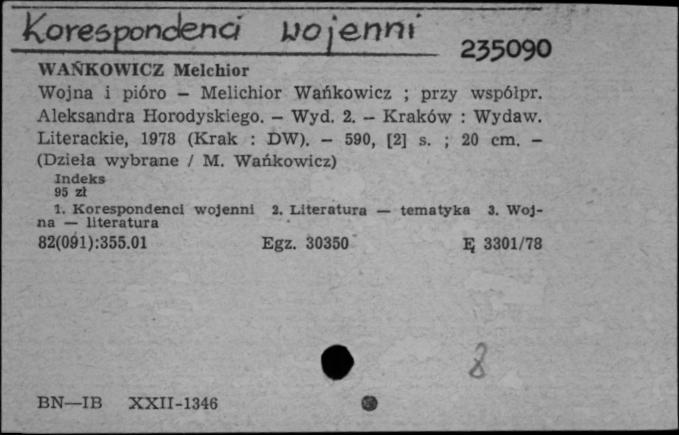 Korespondenci wojenni
235090
WAŃKOWICZ Melchior
Wojna i pióro — Melichior Wańkowicz ; przy współpr.
Aleksandra Horodyskiego. — Wyd. 2. — Kraków : Wydaw.
Literackie, 1978 (Krak : DW). — 590, [2] s. ; 20 cm. —
(Dzieła wybrane / M. Wańkowicz)
Indeks
95 zł
1. Korespondenci wojenni 2. Literatura — tematyka 3. Woj-
na — literatura
82(091):355.01 Egz. 30350 Ę 3301/78
8
BN—IB XXII-1346